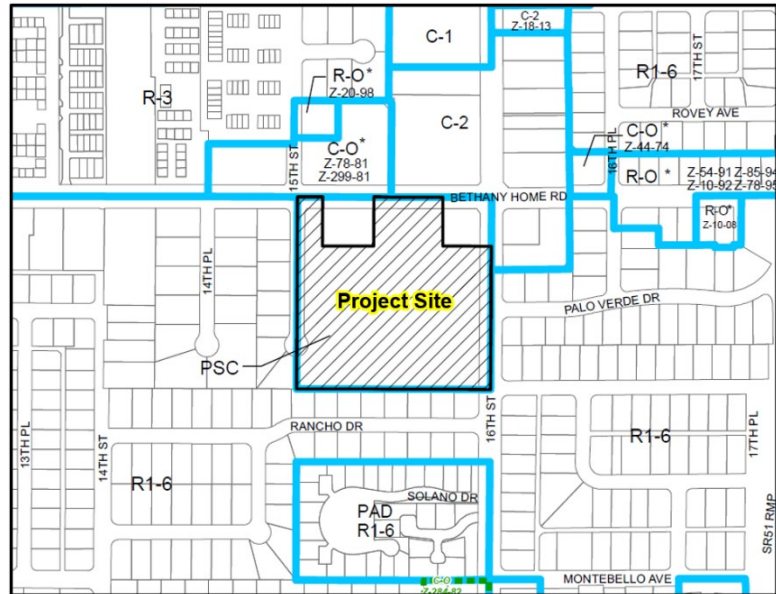 C-2
Z-18-13
C-1
17TH ST
R-O*
Z-20-98
R1-6
R-3
ROVEY AVE
C-2
C-O*
Z-44-74
16TH PL
C-O*
Z-78-81
Z-299-81
15TH ST
R-O *
Z-54-91 Z-85-94
Z-10-92 Z-78-95
BETHANY HOME RD
R-O*
Z-10-08
14TH PL
Project Site
PALO VERDE DR
PSC
16TH ST
RANCHO DR
13TH PL
14TH ST
R1-6
17TH PL
R1-6
SOLANO DR
PAD
R1-6
SR51 RMP
C-O
Z-284-82
MONTEBELLO AVE